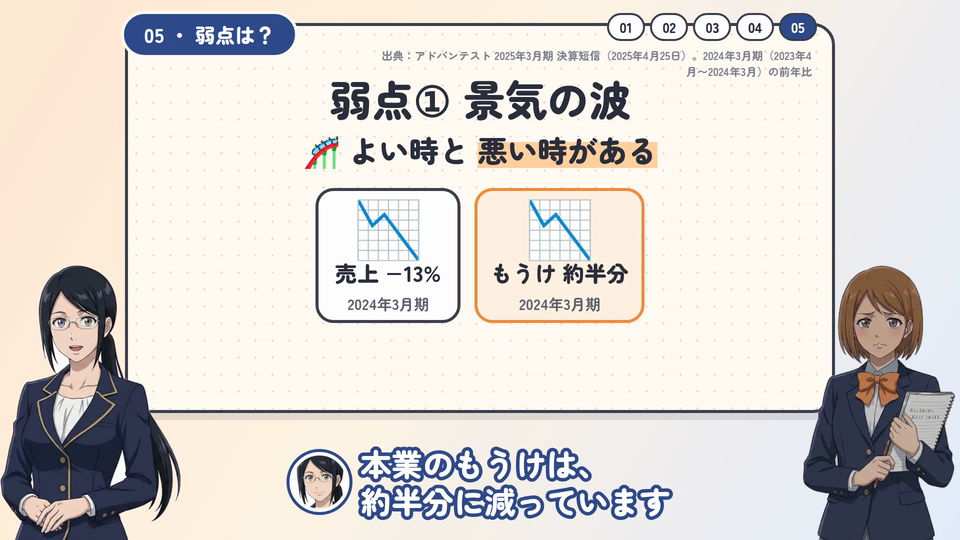 05 ・ 弱点は？
01 02 03 04 05
出典：アドバンテスト 2025年3月期 決算短信（2025年4月25日）。2024年3月期（2023年4
月〜2024年3月）の前年比
弱点① 景気の波
よい時と 悪い時がある
売上 −13%
2024年3月期
もうけ 約半分
2024年3月期
本業のもうけは、
約半分に減っています